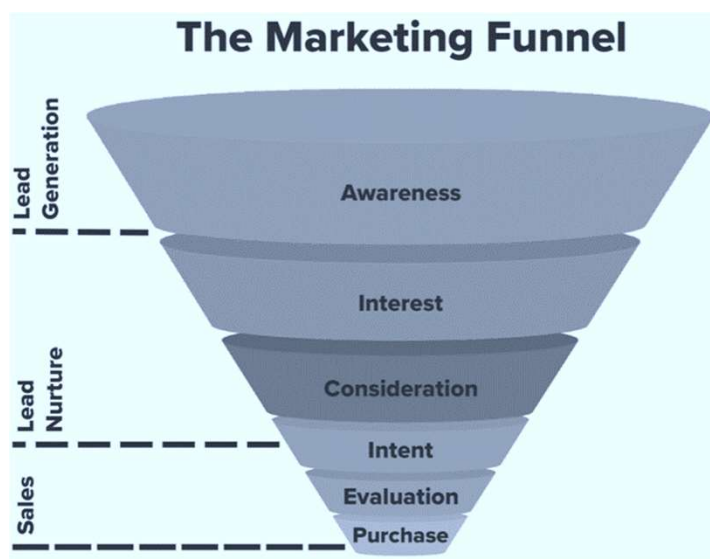 The Marketing Funnel
Lead
Generation
Awareness
Interest
Lead
Nurture
Consideration
Intent
Sales
Evaluation
Purchase